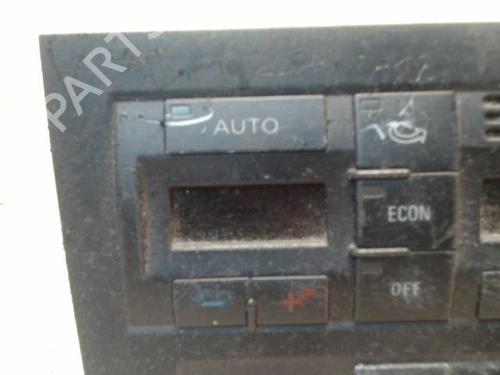 PARTS
AUTO
ECON
OFF
- +